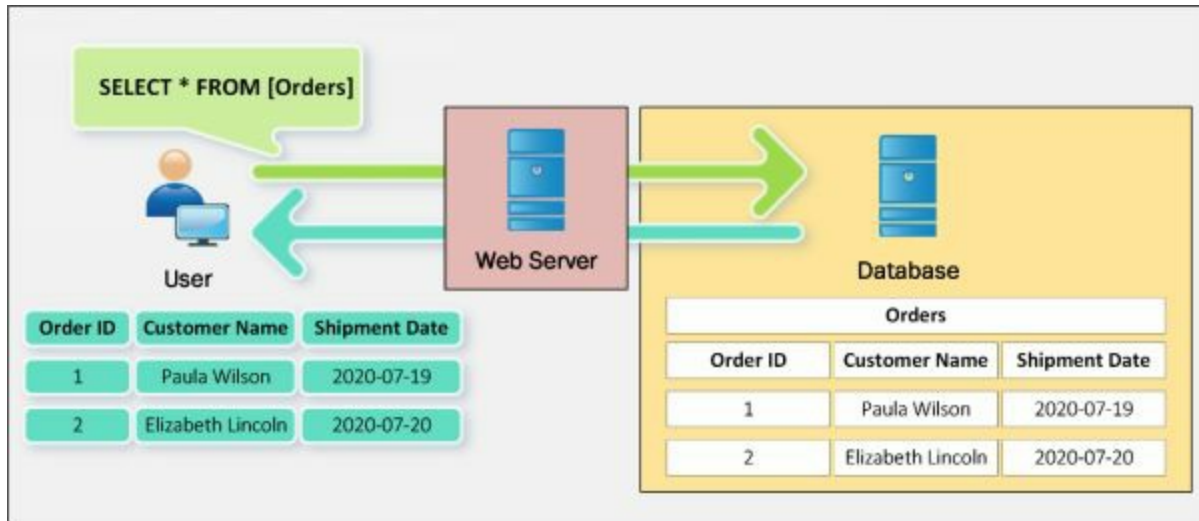 SELECT * FROM [Orders]
User
Web Server
Database
Order ID Customer Name Shipment Date
1 Paula Wilson 2020-07-19
2 Elizabeth Lincoln 2020-07-20
Orders
Order ID Customer Name Shipment Date
1 Paula Wilson 2020-07-19
2 Elizabeth Lincoln 2020-07-20